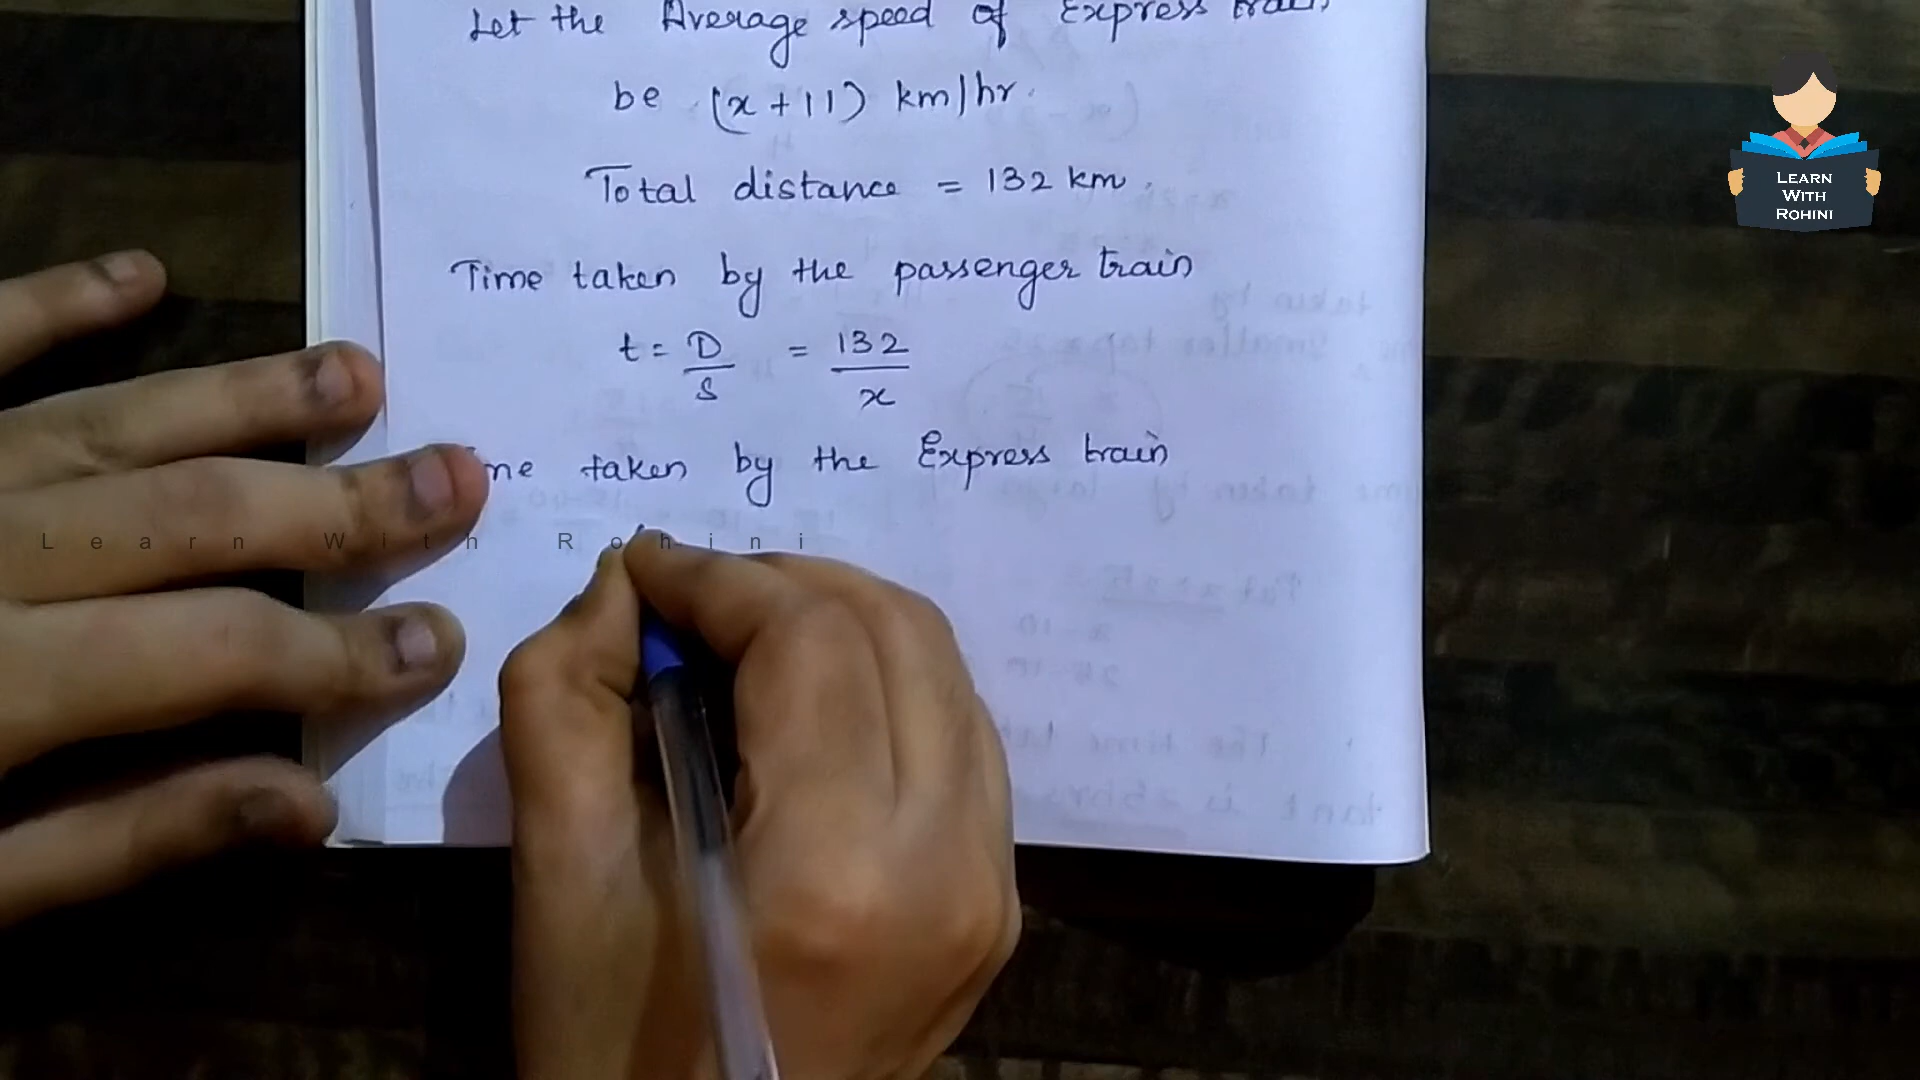 Let the Average speed of Express train
be (x+11) km/hr.
Total distance = 132 km.
Time taken by the passenger train
t = D/S = 132/x
taken by the Express train
Learn With Rohini
LEARN
WITH
ROHINI